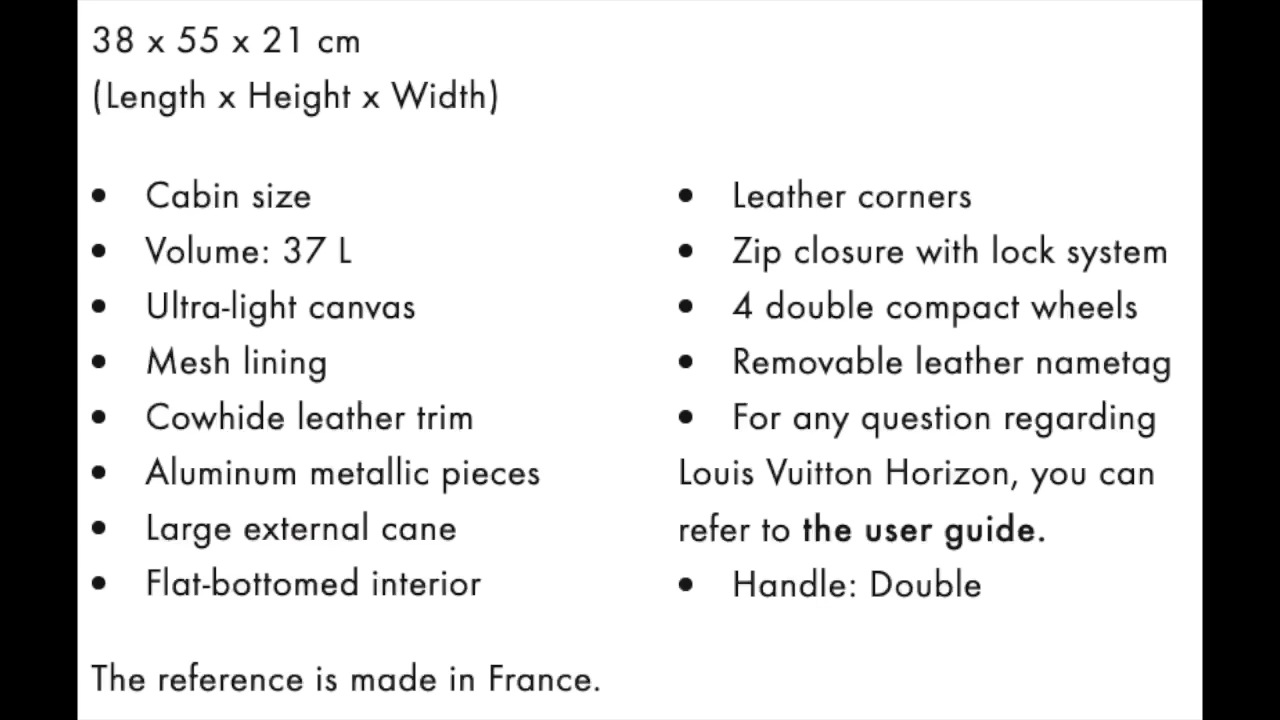 38 x 55 x 21 cm
(Length x Height x Width)
• Cabin size
• Volume: 37 L
• Ultra-light canvas
• Mesh lining
• Cowhide leather trim
• Aluminum metallic pieces
• Large external cane
• Flat-bottomed interior
• Leather corners
• Zip closure with lock system
• 4 double compact wheels
• Removable leather nametag
• For any question regarding
Louis Vuitton Horizon, you can
refer to the user guide.
• Handle: Double
The reference is made in France.